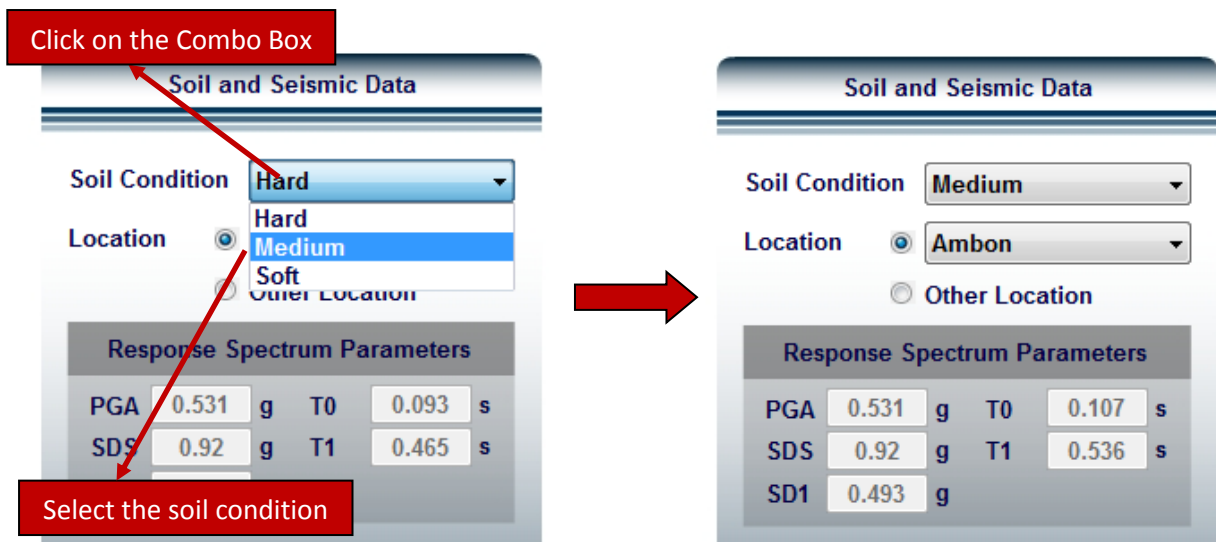 Click on the Combo Box
Soil and Seismic Data
Soil Condition Hard
Hard
Location Medium
Soft
Other Location
Response Spectrum Parameters
PGA 0.531 g T0 0.093 s
SDS 0.92 g T1 0.465 s
Select the soil condition
Soil and Seismic Data
Soil Condition Medium
Location Ambon
Other Location
Response Spectrum Parameters
PGA 0.531 g T0 0.107 s
SDS 0.92 g T1 0.536 s
SD1 0.493 g